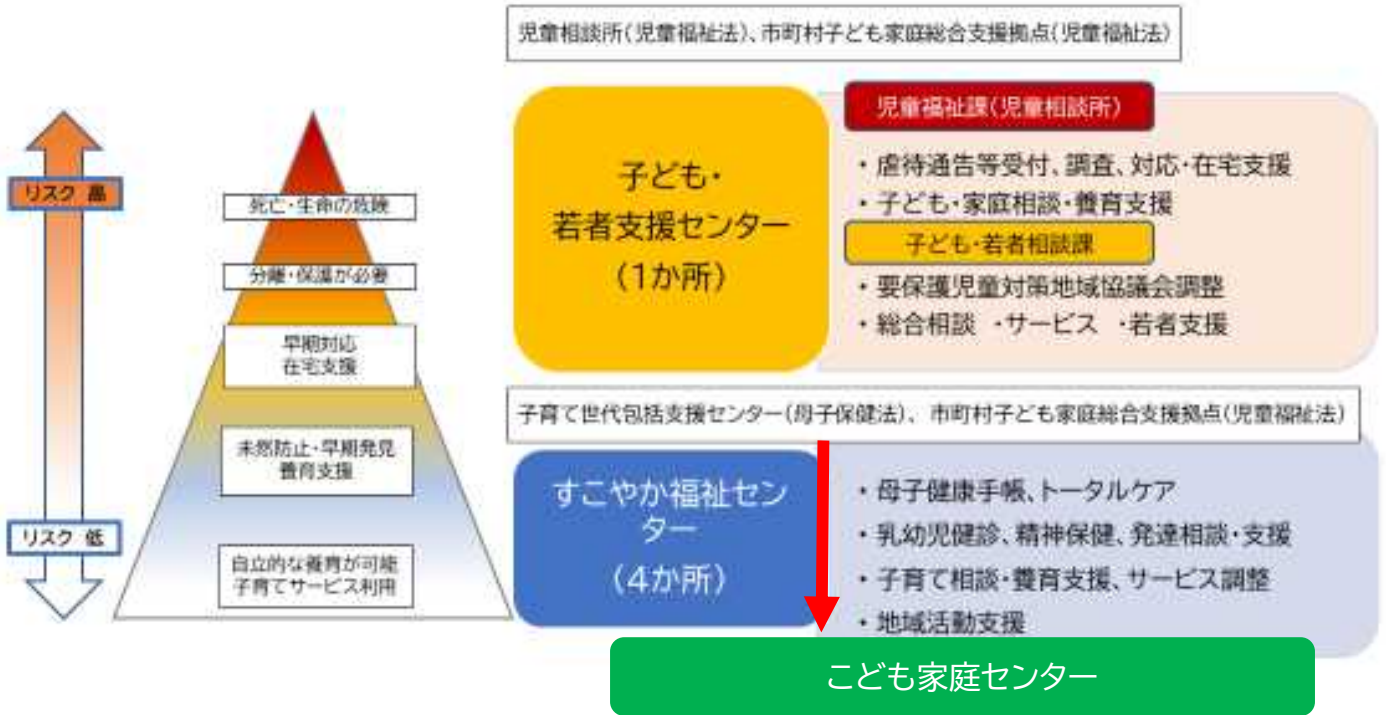 児童相談所(児童福祉法)、市町村子ども家庭総合支援拠点(児童福祉法)
リスク 高
死亡・生命の危険
分離・保護が必要
早期対応
在宅支援
未然防止・早期発見
養育支援
リスク 低
自立的な養育が可能
子育てサービス利用
子ども・
若者支援センター
(1か所)
児童福祉課(児童相談所)
・虐待通告等受付、調査、対応・在宅支援
・子ども・家庭相談・養育支援
子ども・若者相談課
・要保護児童対策地域協議会調整
・総合相談 ・サービス ・若者支援
子育て世代包括支援センター(母子保健法)、市町村子ども家庭総合支援拠点(児童福祉法)
すこやか福祉セン
ター
(4か所)
・母子健康手帳、トータルケア
・乳幼児健診、精神保健、発達相談・支援
・子育て相談・養育支援、サービス調整
・地域活動支援
こども家庭センター